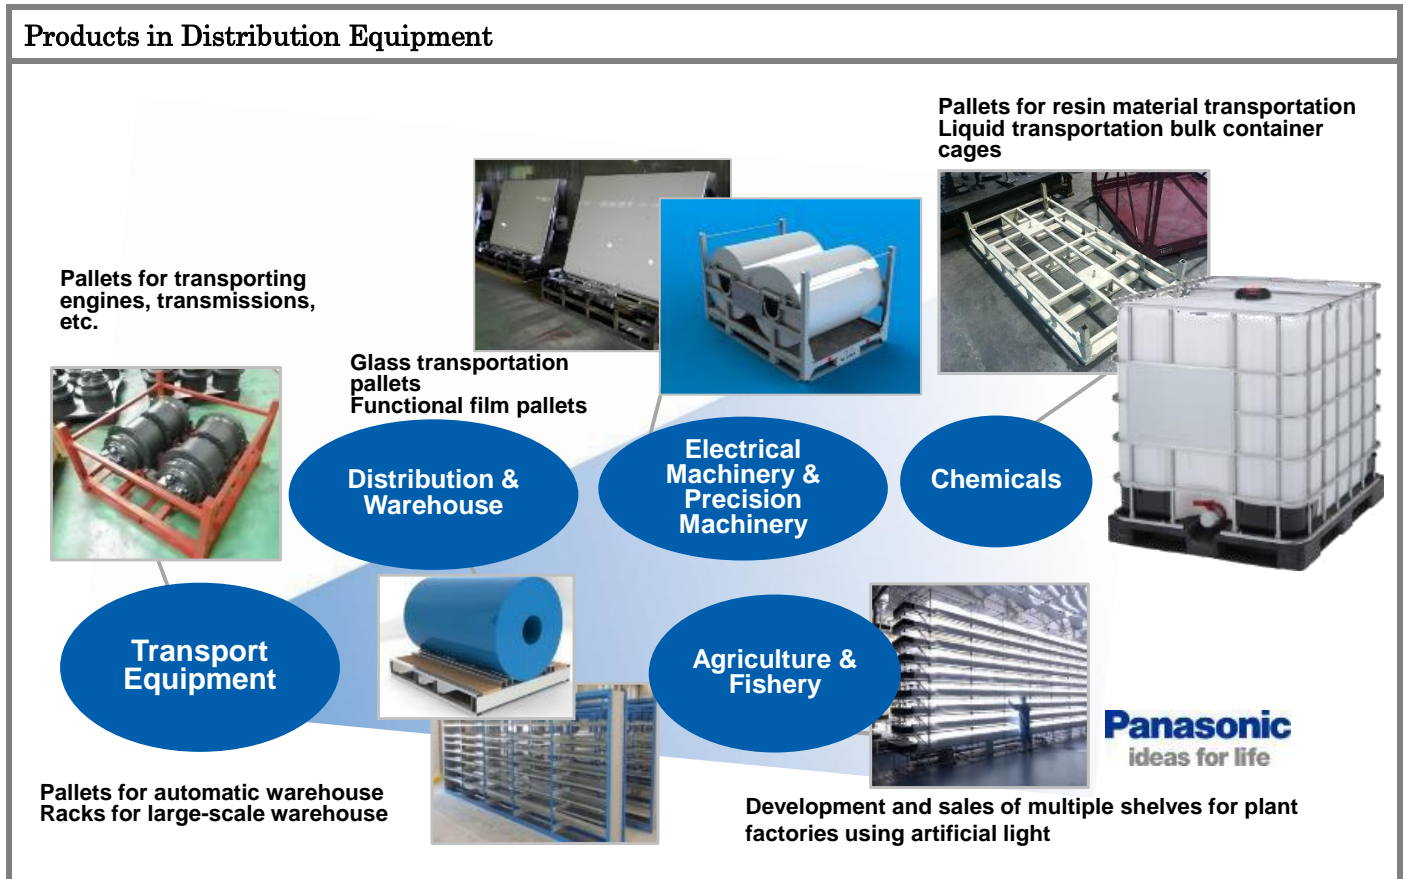 Products in Distribution Equipment
Pallets for resin material transportation
Liquid transportation bulk container
cages
Pallets for transporting
engines, transmissions,
etc.
Glass transportation
pallets
Functional film pallets
Distribution &
Warehouse
Electrical
Machinery &
Precision
Machinery
Chemicals
Transport
Equipment
Agriculture &
Fishery
Panasonic
ideas for life
Pallets for automatic warehouse
Racks for large-scale warehouse
Development and sales of multiple shelves for plant
factories using artificial light